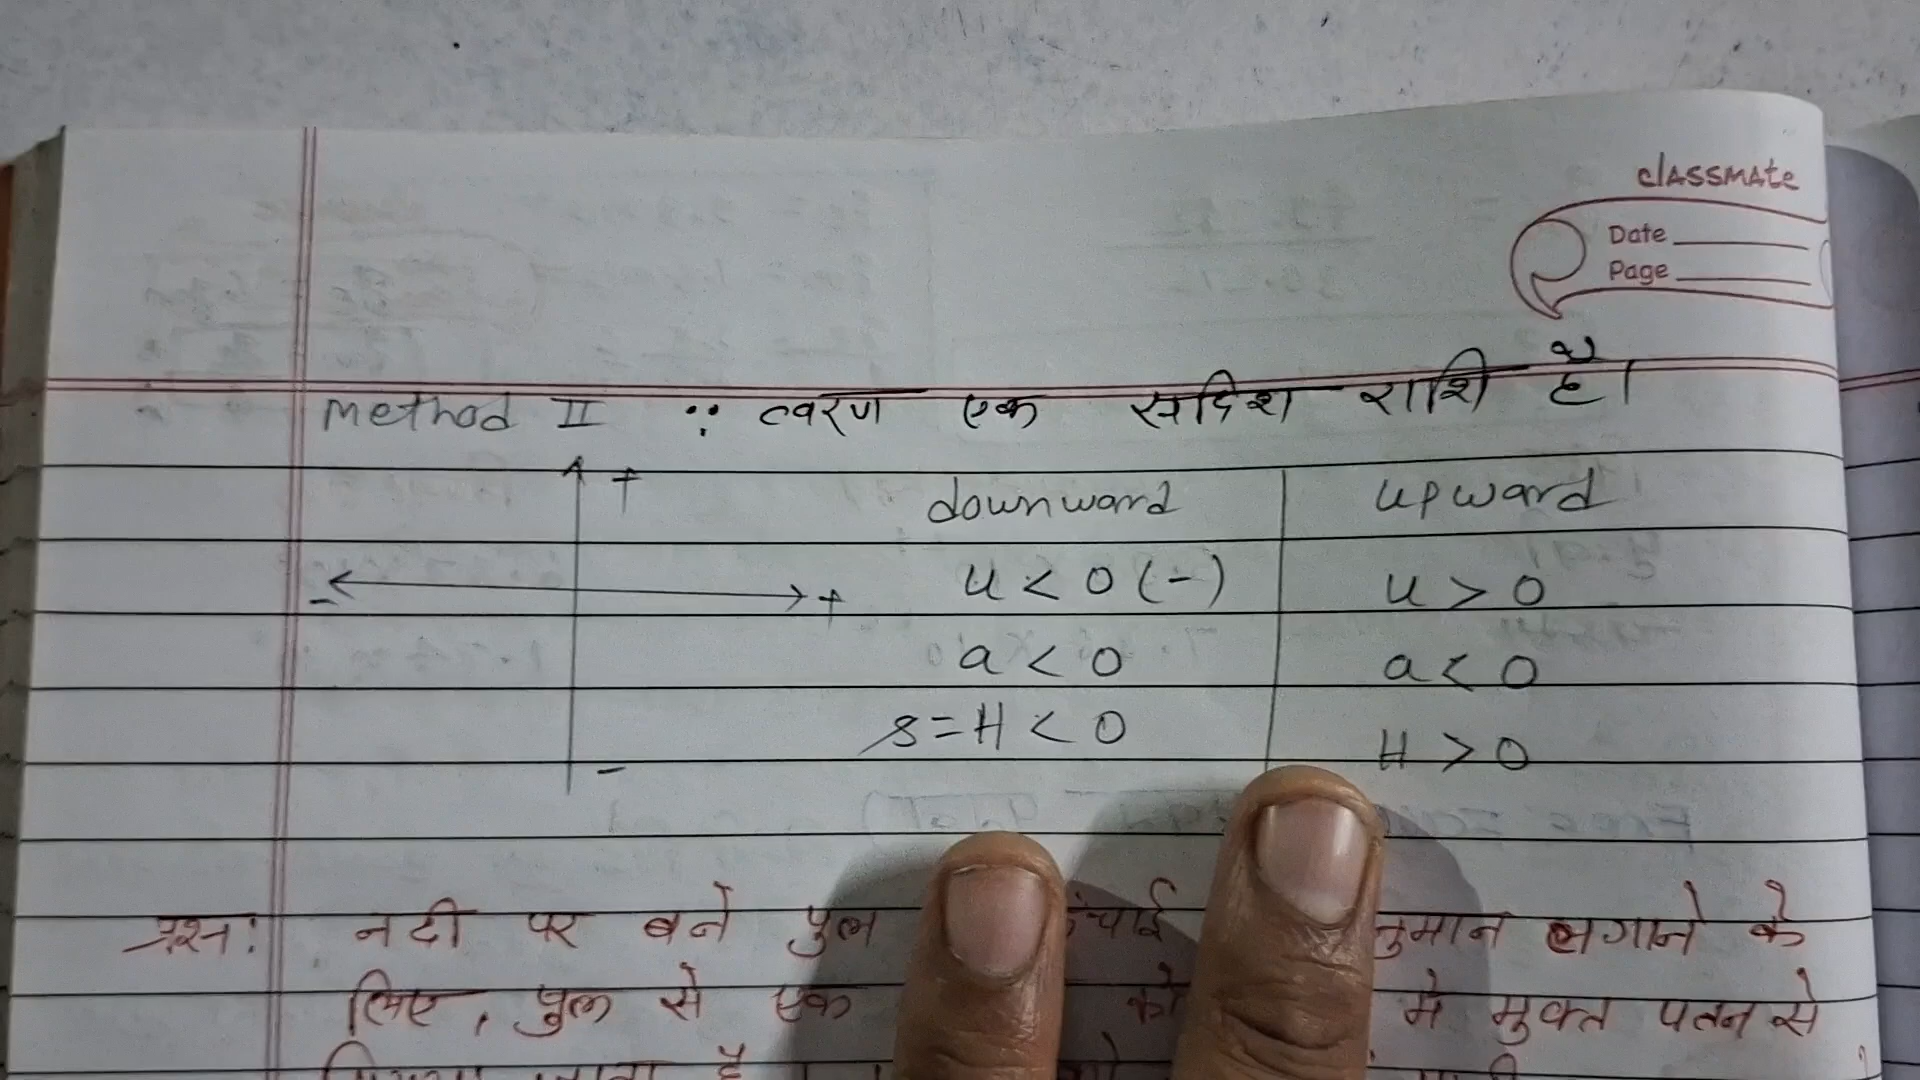 classmate
Date
Page
Method II ∵ त्वरण एक सदिश राशि है।
+ downward upward
- + u < 0 (-) u > 0
a < 0 a < 0
s = H < 0 H > 0
-
प्रश्न: नदी पर बने पुल लगाने के
लिए, पुल से एक को मे मुक्त पतन से